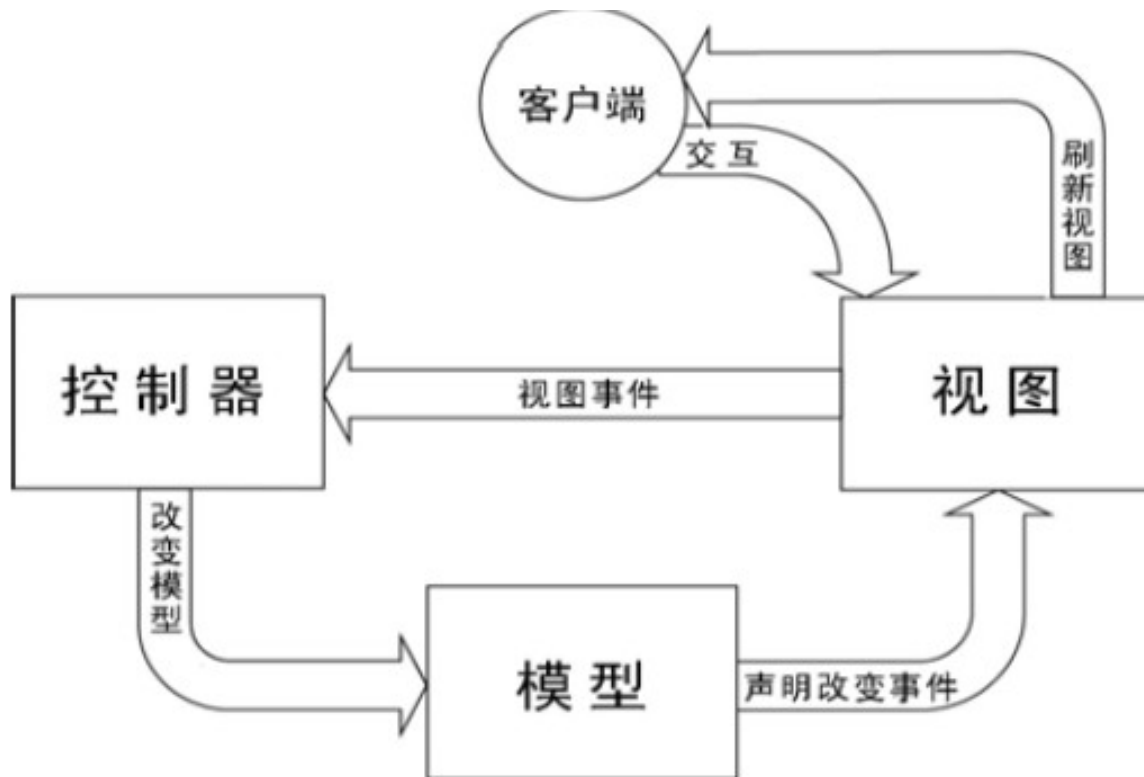 客户端
交互
刷新视图
控制器
视图事件
视图
改变模型
模型
声明改变事件